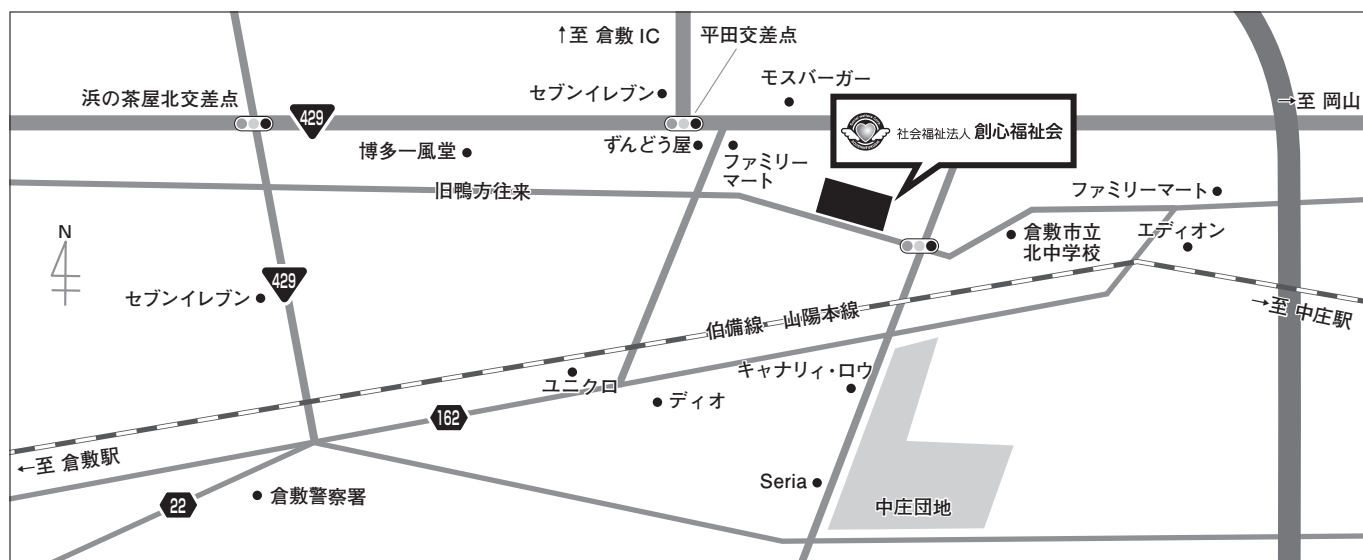 ↑至 倉敷 IC
平田交差点
モスバーガー
セブンイレブン
浜の茶屋北交差点
→至 岡山
429
社会福祉法人 創心福祉会
博多一風堂
ずんどう屋
ファミリー
マート
旧鴨方往来
ファミリーマート
倉敷市立
北中学校
エディオン
N
429
セブンイレブン
→至 中庄駅
伯備線・山陽本線
ユニクロ
キャナリィ・ロウ
ディオ
162
←至 倉敷駅
Seria
倉敷警察署
22
中庄団地